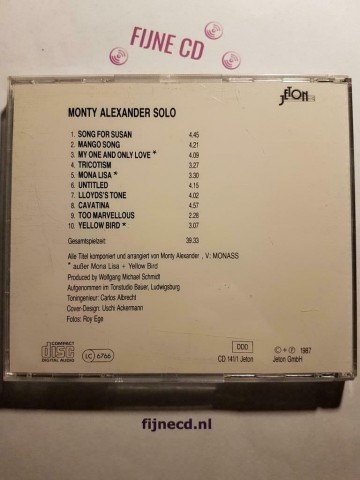 FIJNE CD
MONTY ALEXANDER SOLO
JETON
1. SONG FOR SUSAN 4.45
2. MANGO SONG 4.21
3. MY ONE AND ONLY LOVE * 4.09
4. TRICOTISM 3.27
5. MONA LISA * 3.30
6. UNTITLED 4.15
7. LLOYDS'S TONE 4.02
8. CAVATINA 4.57
9. TOO MARVELLOUS 2.28
10. YELLOW BIRD * 3.07
Gesamtspielzeit: 39.33
Alle Titel komponiert und arrangiert von Monty Alexander , V: MONASS
* außer Mona Lisa + Yellow Bird
Produced by Wolfgang Michael Schmidt
Aufgenommen im Tonstudio Bauer, Ludwigsburg
Toningenieur: Carlos Albrecht
Cover-Design: Uschi Ackermann
Fotos: Roy Ege
COMPACT
disc
DIGITAL AUDIO
LC 6766
DDD
CD 141/1 Jeton
© + ℗ 1987
Jeton GmbH
fijnecd.nl